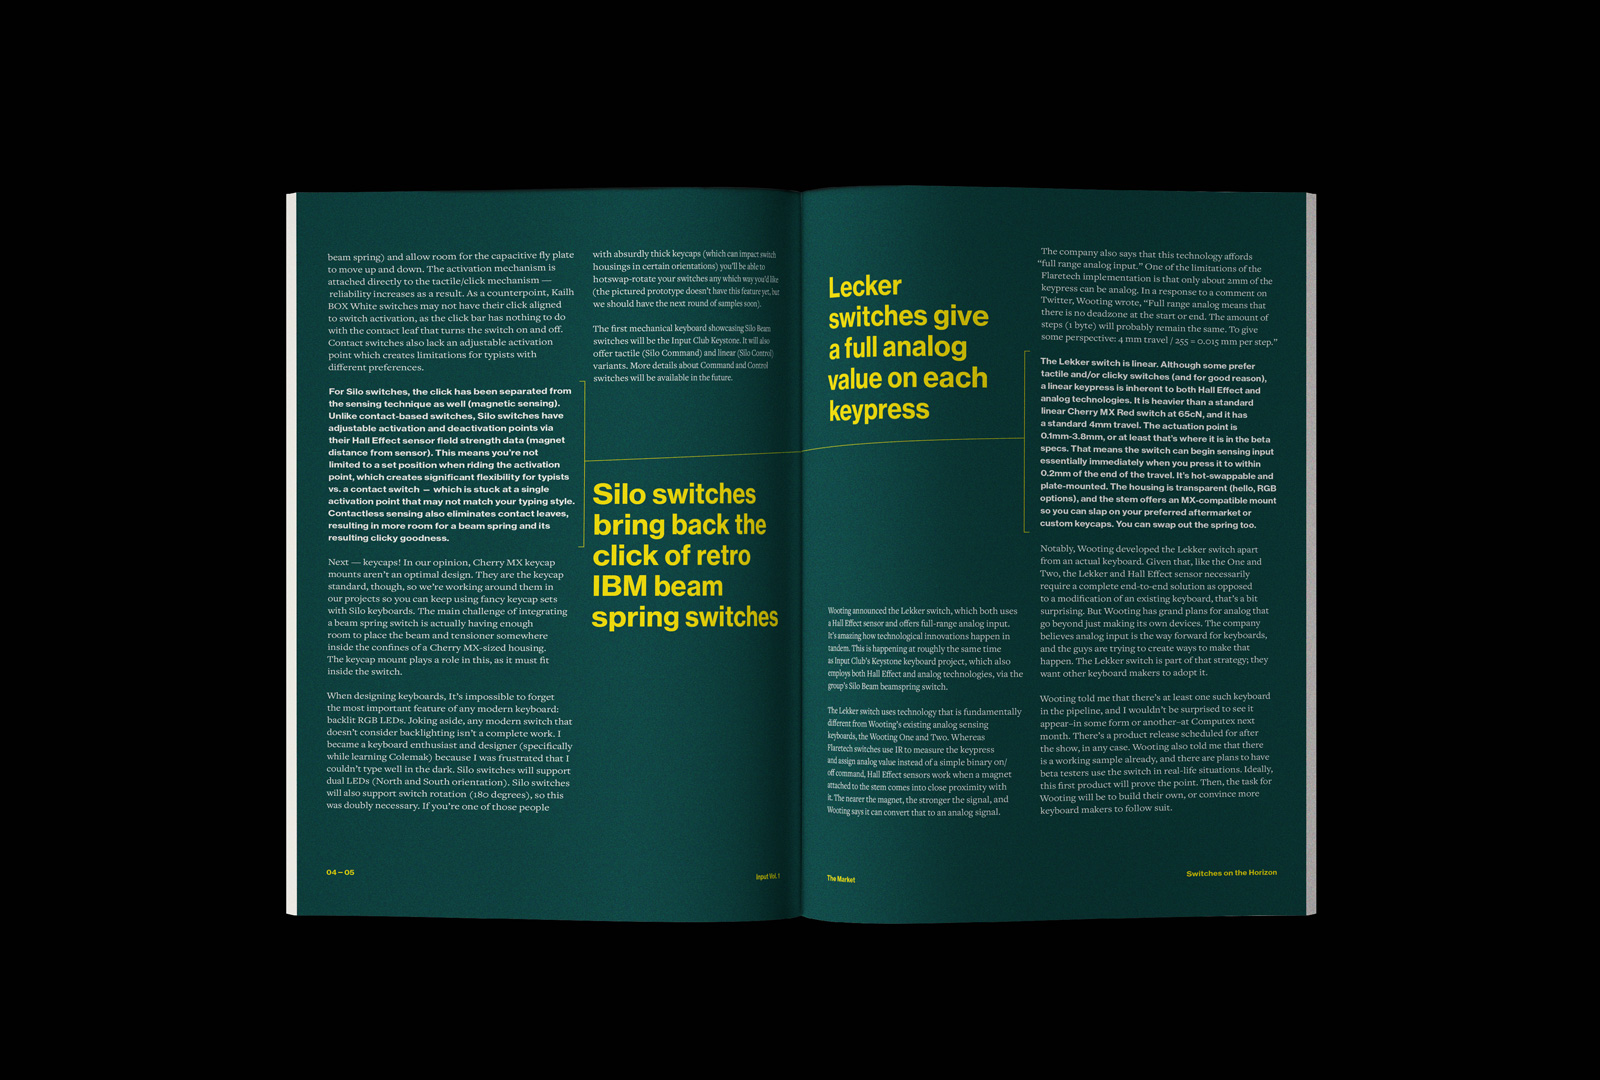 beam spring) and allow room for the capacitive fly plate
to move up and down. The activation mechanism is
attached directly to the tactile/click mechanism —
reliability increases as a result. As a counterpoint, Kailh
BOX White switches may not have their click aligned
to switch activation, as the click bar has nothing to do
with the contact leaf that turns the switch on and off.
Contact switches also lack an adjustable activation
point which creates limitations for typists with
different preferences.
For Silo switches, the click has been separated from
the sensing technique as well (magnetic sensing).
Unlike contact-based switches, Silo switches have
adjustable activation and deactivation points via
their Hall Effect sensor field strength data (magnet
distance from sensor). This means you're not
limited to a set position when riding the activation
point, which creates significant flexibility for typists
vs. a contact switch — which is stuck at a single
activation point that may not match your typing style.
Contactless sensing also eliminates contact leaves,
resulting in more room for a beam spring and its
resulting clicky goodness.
Next — keycaps! In our opinion, Cherry MX keycap
mounts aren't an optimal design. They are the keycap
standard, though, so we're working around them in
our projects so you can keep using fancy keycap sets
with Silo keyboards. The main challenge of integrating
a beam spring switch is actually having enough
room to place the beam and tensioner somewhere
inside the confines of a Cherry MX-sized housing.
The keycap mount plays a role in this, as it must fit
inside the switch.
When designing keyboards, It's impossible to forget
the most important feature of any modern keyboard:
backlit RGB LEDs. Joking aside, any modern switch that
doesn't consider backlighting isn't a complete work. I
became a keyboard enthusiast and designer (specifically
while learning Colemak) because I was frustrated that I
couldn't type well in the dark. Silo switches will support
dual LEDs (North and South orientation). Silo switches
will also support switch rotation (180 degrees), so this
was doubly necessary. If you're one of those people
with absurdly thick keycaps (which can impact switch
housings in certain orientations) you'll be able to
hotswap-rotate your switches any which way you'd like
(the pictured prototype doesn't have this feature yet, but
we should have the next round of samples soon).
The first mechanical keyboard showcasing Silo Beam
switches will be the Input Club Keystone. It will also
offer tactile (Silo Command) and linear (Silo Control)
variants. More details about Command and Control
switches will be available in the future.
Silo switches
bring back the
click of retro
IBM beam
spring switches
04 – 05
Input Vol. 1
Lecker
switches give
a full analog
value on each
keypress
Wooting announced the Lekker switch, which both uses
a Hall Effect sensor and offers full-range analog input.
It's amazing how technological innovations happen in
tandem. This is happening at roughly the same time
as Input Club's Keystone keyboard project, which also
employs both Hall Effect and analog technologies, via the
group's Silo Beam beamspring switch.
The Lekker switch uses technology that is fundamentally
different from Wooting's existing analog sensing
keyboards, the Wooting One and Two. Whereas
Flaretech switches use IR to measure the keypress
and assign analog value instead of a simple binary on/
off command, Hall Effect sensors work when a magnet
attached to the stem comes into close proximity with
it. The nearer the magnet, the stronger the signal, and
Wooting says it can convert that to an analog signal.
The company also says that this technology affords
“full range analog input.” One of the limitations of the
Flaretech implementation is that only about 2mm of the
keypress can be analog. In a response to a comment on
Twitter, Wooting wrote, “Full range analog means that
there is no deadzone at the start or end. The amount of
steps (1 byte) will probably remain the same. To give
some perspective: 4 mm travel / 255 = 0.015 mm per step.”
The Lekker switch is linear. Although some prefer
tactile and/or clicky switches (and for good reason),
a linear keypress is inherent to both Hall Effect and
analog technologies. It is heavier than a standard
linear Cherry MX Red switch at 65cN, and it has
a standard 4mm travel. The actuation point is
0.1mm-3.8mm, or at least that's where it is in the beta
specs. That means the switch can begin sensing input
essentially immediately when you press it to within
0.2mm of the end of the travel. It's hot-swappable and
plate-mounted. The housing is transparent (hello, RGB
options), and the stem offers an MX-compatible mount
so you can slap on your preferred aftermarket or
custom keycaps. You can swap out the spring too.
Notably, Wooting developed the Lekker switch apart
from an actual keyboard. Given that, like the One and
Two, the Lekker and Hall Effect sensor necessarily
require a complete end-to-end solution as opposed
to a modification of an existing keyboard, that's a bit
surprising. But Wooting has grand plans for analog that
go beyond just making its own devices. The company
believes analog input is the way forward for keyboards,
and the guys are trying to create ways to make that
happen. The Lekker switch is part of that strategy; they
want other keyboard makers to adopt it.
Wooting told me that there's at least one such keyboard
in the pipeline, and I wouldn't be surprised to see it
appear–in some form or another–at Computex next
month. There's a product release scheduled for after
the show, in any case. Wooting also told me that there
is a working sample already, and there are plans to have
beta testers use the switch in real-life situations. Ideally,
this first product will prove the point. Then, the task for
Wooting will be to build their own, or convince more
keyboard makers to follow suit.
The Market
Switches on the Horizon